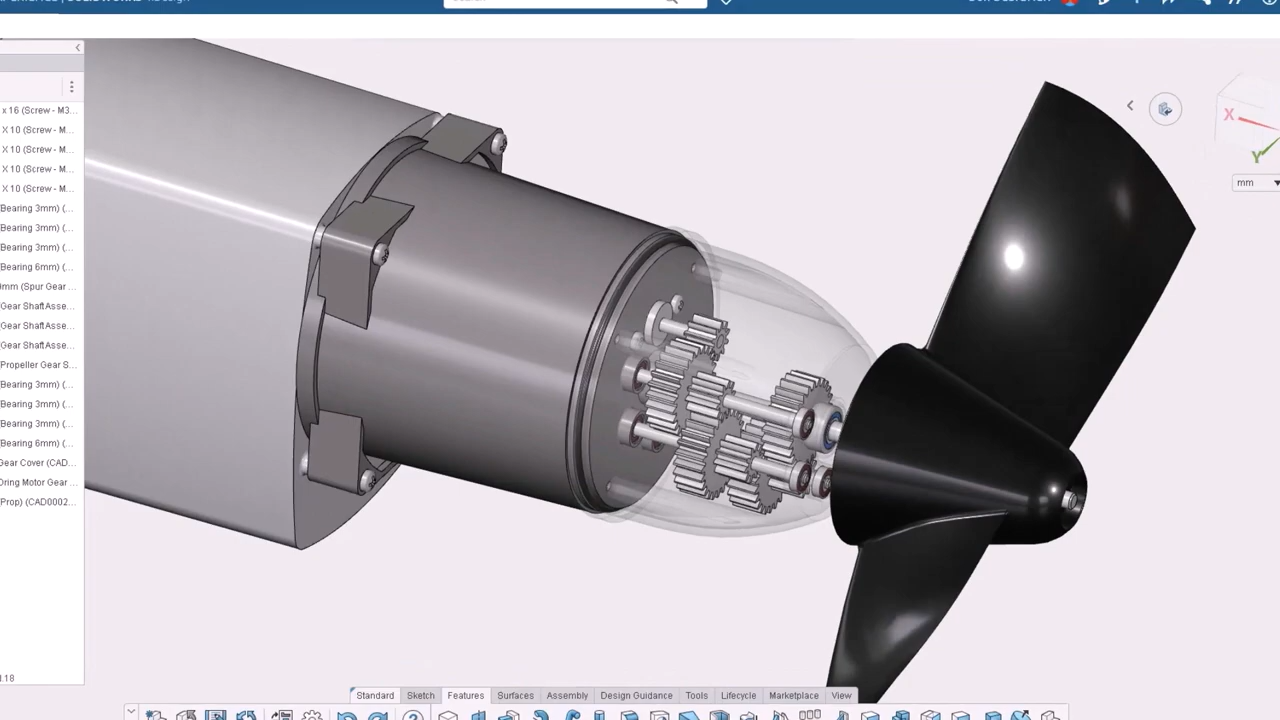 x 16 (Screw - M3...
X 10 (Screw - M...
X 10 (Screw - M...
X 10 (Screw - M...
X 10 (Screw - M...
Bearing 3mm) (...
Bearing 3mm) (...
Bearing 3mm) (...
Bearing 6mm) (...
mm (Spur Gear
Gear ShaftAsse...
Gear ShaftAsse...
Gear ShaftAsse...
Propeller Gear S...
Bearing 3mm) (...
Bearing 3mm) (...
Bearing 3mm) (...
Bearing 6mm) (...
Gear Cover (CAD...
Oring Motor Gear ...
Prop) (CAD0002...
X
Y
mm
.18
Standard Sketch Features Surfaces Assembly Design Guidance Tools Lifecycle Marketplace View